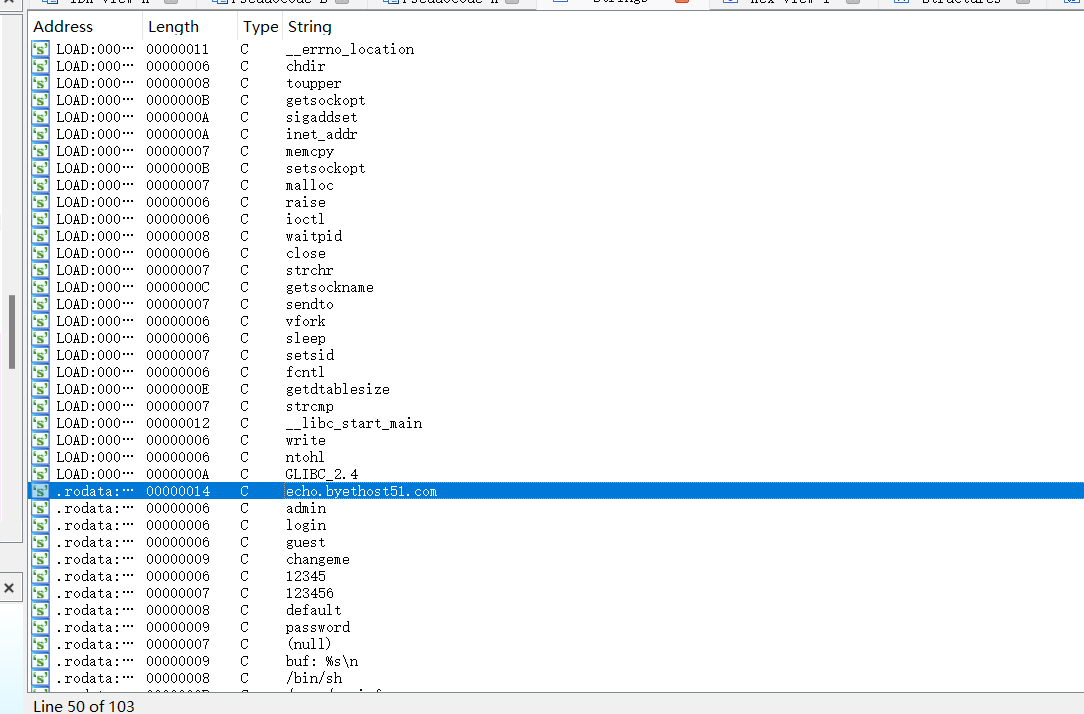 Address Length Type String
LOAD:000… 00000011 C __errno_location
LOAD:000… 00000006 C chdir
LOAD:000… 00000008 C toupper
LOAD:000… 0000000B C getsockopt
LOAD:000… 0000000A C sigaddset
LOAD:000… 0000000A C inet_addr
LOAD:000… 00000007 C memcpy
LOAD:000… 0000000B C setsockopt
LOAD:000… 00000007 C malloc
LOAD:000… 00000006 C raise
LOAD:000… 00000006 C ioctl
LOAD:000… 00000008 C waitpid
LOAD:000… 00000006 C close
LOAD:000… 00000007 C strchr
LOAD:000… 0000000C C getsockname
LOAD:000… 00000007 C sendto
LOAD:000… 00000006 C vfork
LOAD:000… 00000006 C sleep
LOAD:000… 00000007 C setsid
LOAD:000… 00000006 C fcntl
LOAD:000… 0000000E C getdtablesize
LOAD:000… 00000007 C strcmp
LOAD:000… 00000012 C __libc_start_main
LOAD:000… 00000006 C write
LOAD:000… 00000006 C ntohl
LOAD:000… 0000000A C GLIBC_2.4
.rodata:… 00000014 C echo.byethost51.com
.rodata:… 00000006 C admin
.rodata:… 00000006 C login
.rodata:… 00000006 C guest
.rodata:… 00000009 C changeme
.rodata:… 00000006 C 12345
.rodata:… 00000007 C 123456
.rodata:… 00000008 C default
.rodata:… 00000009 C password
.rodata:… 00000007 C (null)
.rodata:… 00000009 C buf: %s\n
.rodata:… 00000008 C /bin/sh
Line 50 of 103